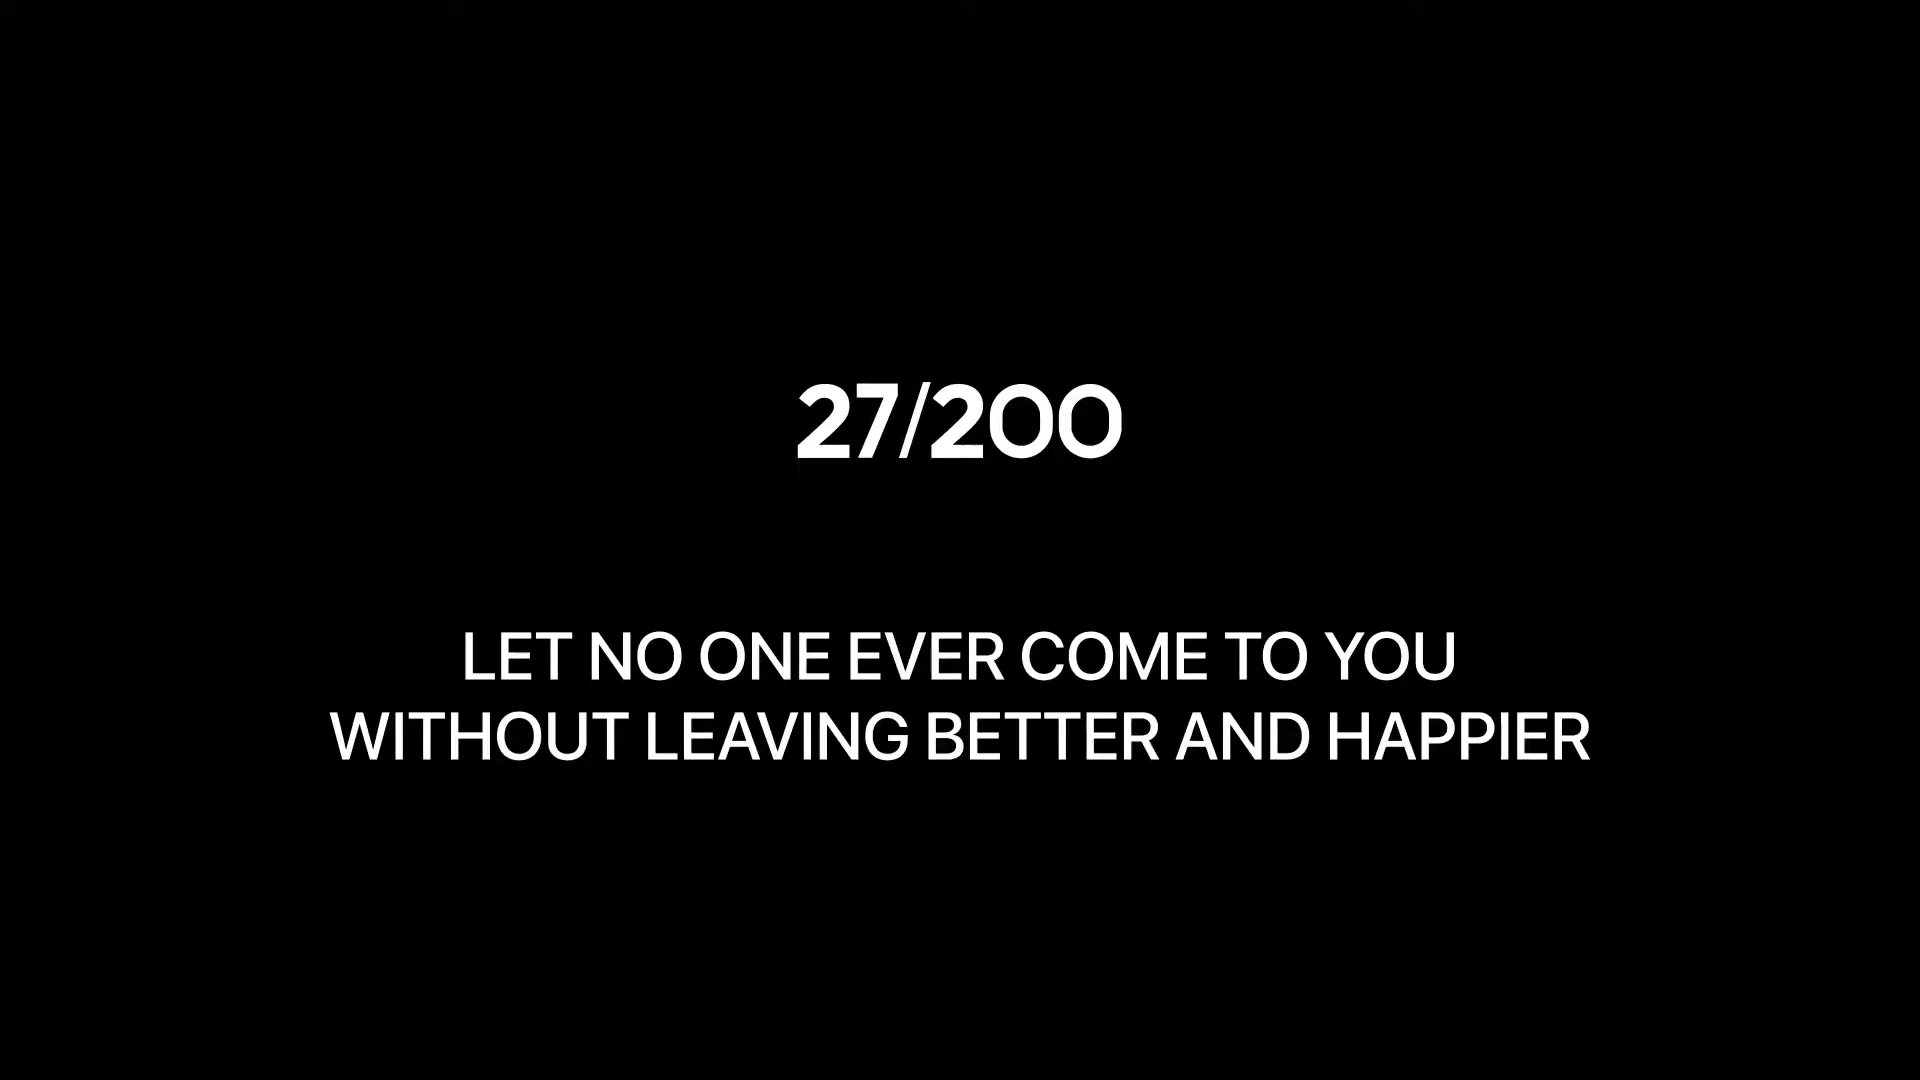 27/200
LET NO ONE EVER COME TO YOU
WITHOUT LEAVING BETTER AND HAPPIER